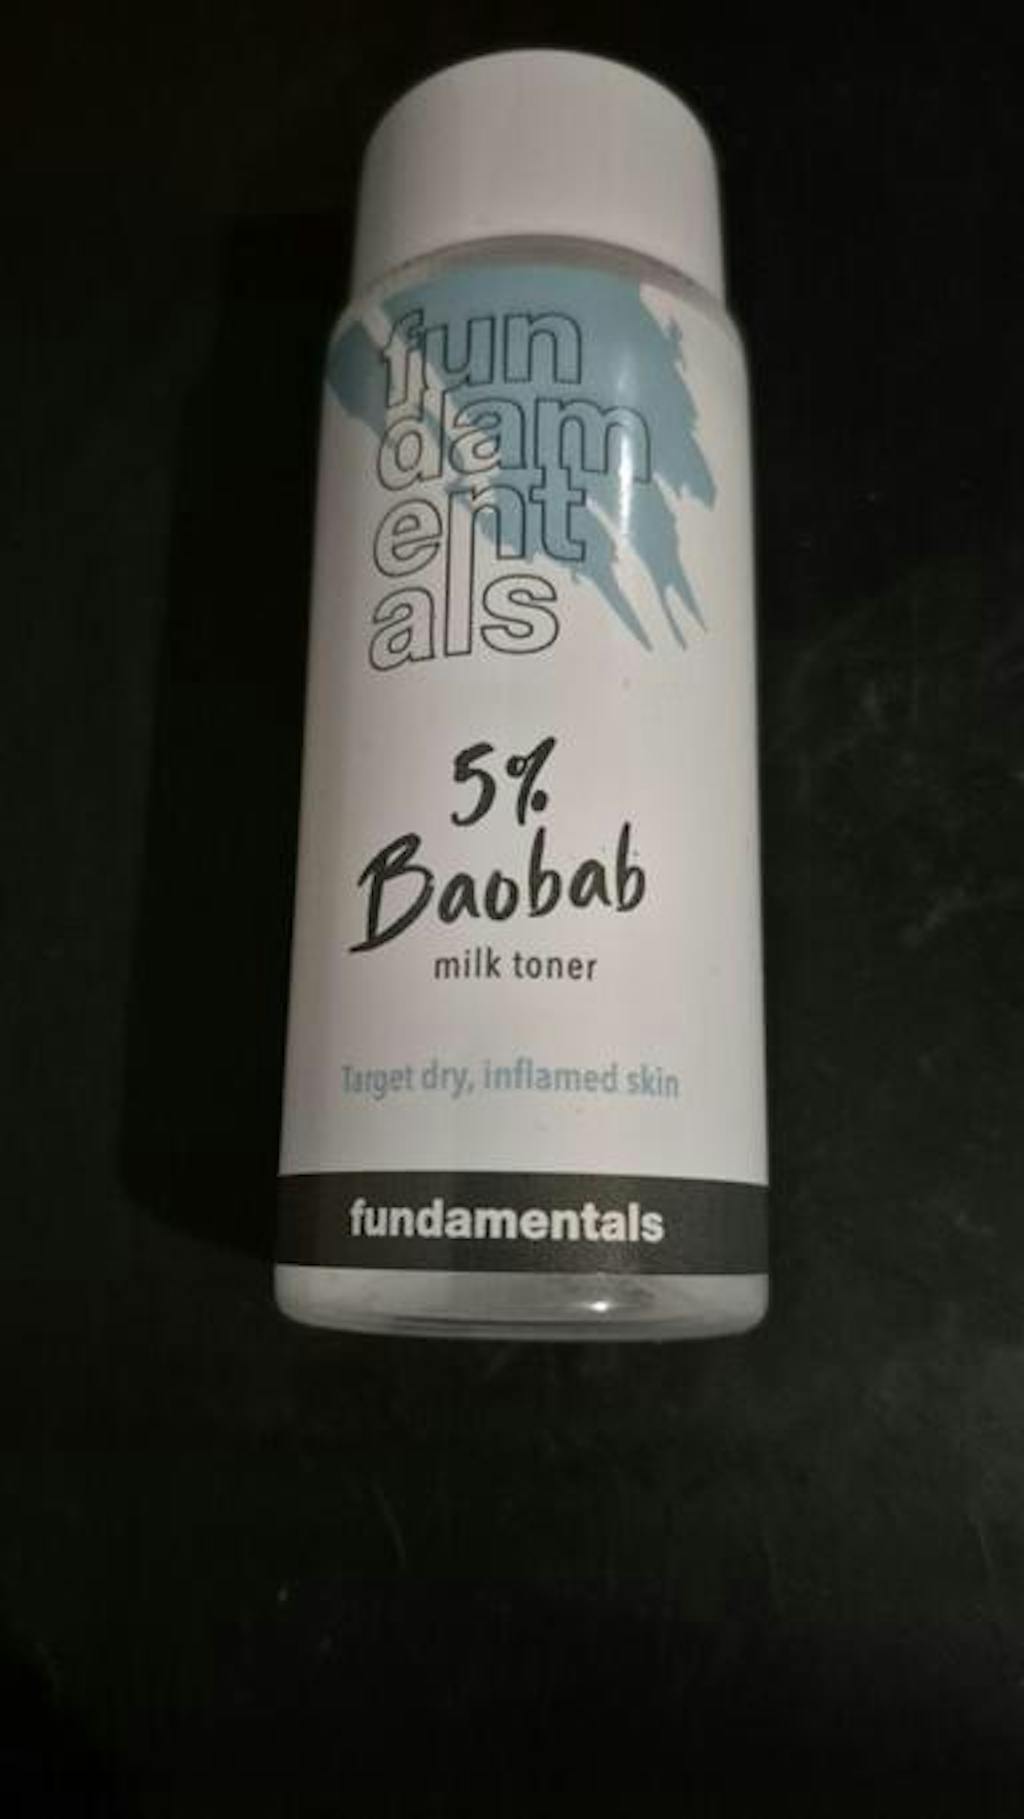 fun
dam
ent
als
5%
Baobab
milk toner
Target dry, inflamed skin
fundamentals